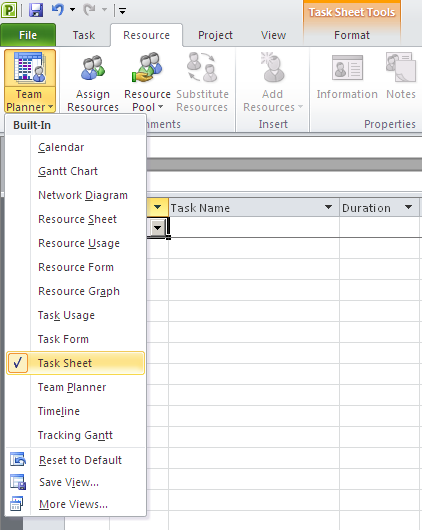 Task Sheet Tools
File Task Resource Project View Format
Team Planner Assign Resources Resource Pool Substitute Resources Add Resources Information Notes
nments Insert Properties
Built-In
Calendar
Gantt Chart
Network Diagram
Resource Sheet
Resource Usage
Resource Form
Resource Graph
Task Usage
Task Form
Task Sheet
Team Planner
Timeline
Tracking Gantt
Reset to Default
Save View...
More Views...
Task Name Duration